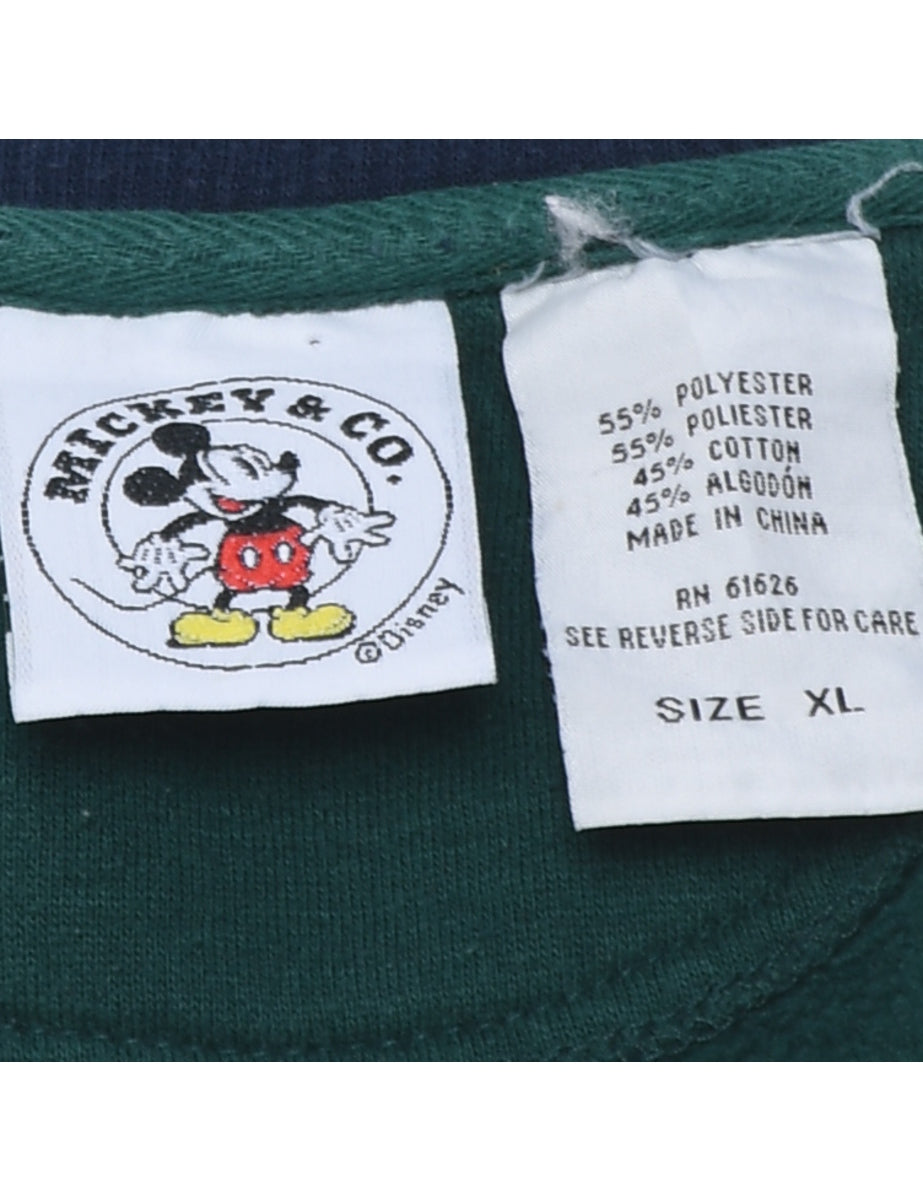 MICKEY & CO.
©Disney
55% POLYESTER
55% POLIESTER
45% COTTON
45% ALGODÓN
MADE IN CHINA
RN 61626
SEE REVERSE SIDE FOR CARE
SIZE XL